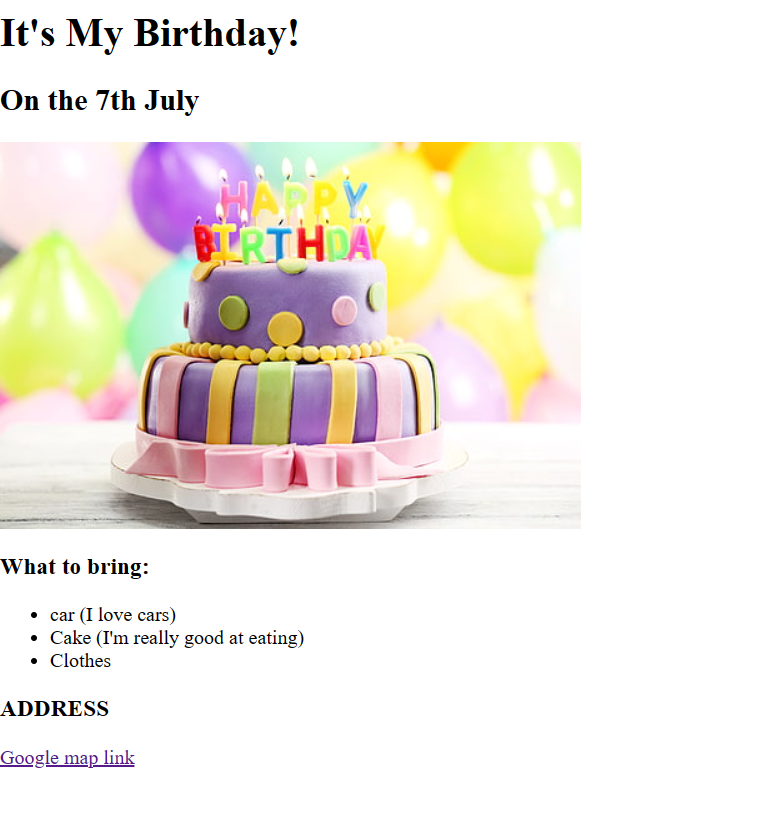 It's My Birthday!
On the 7th July
HAPPY
BIRTHDAY
What to bring:
car (I love cars)
Cake (I'm really good at eating)
Clothes
ADDRESS
Google map link